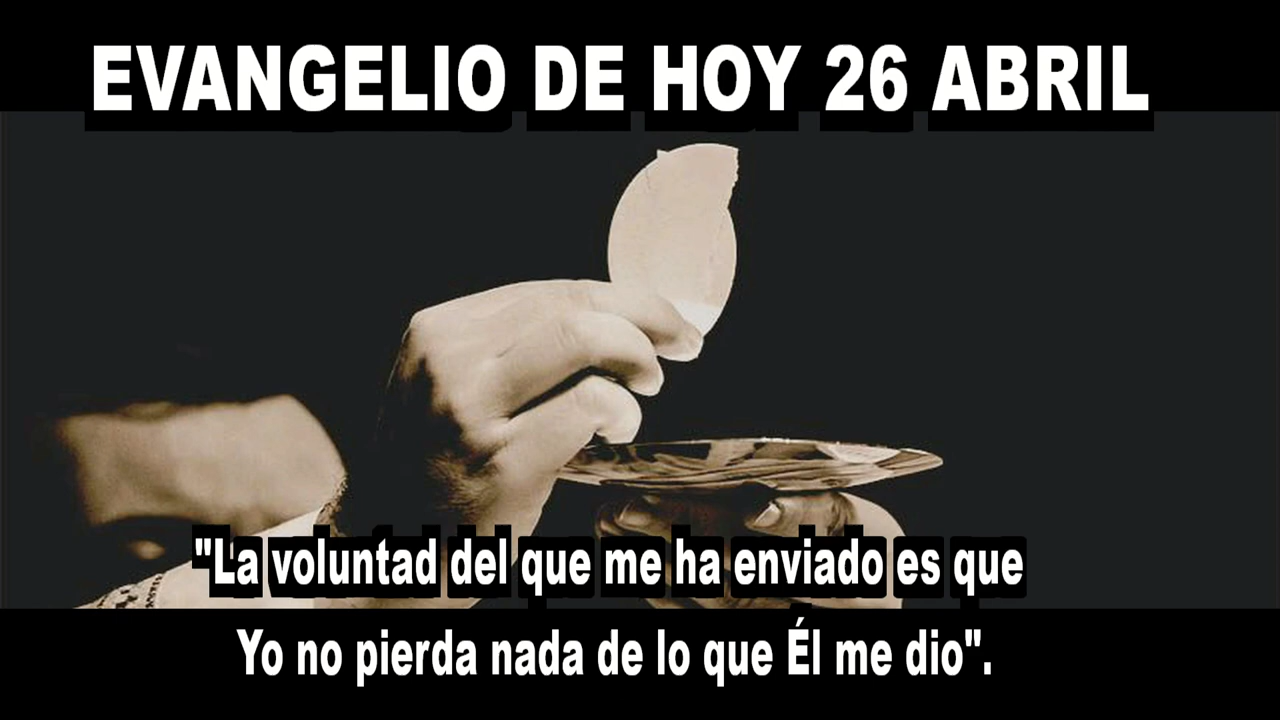 EVANGELIO DE HOY 26 ABRIL
"La voluntad del que me ha enviado es que
Yo no pierda nada de lo que Él me dio".